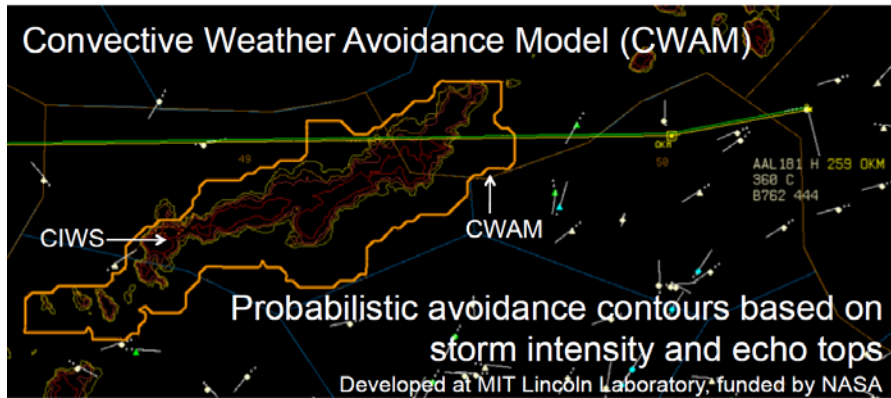 Convective Weather Avoidance Model (CWAM)
49
OKM
50
AAL181 H 259 OKM
360 C
B762 444
CIWS
CWAM
Probabilistic avoidance contours based on
storm intensity and echo tops
Developed at MIT Lincoln Laboratory, funded by NASA